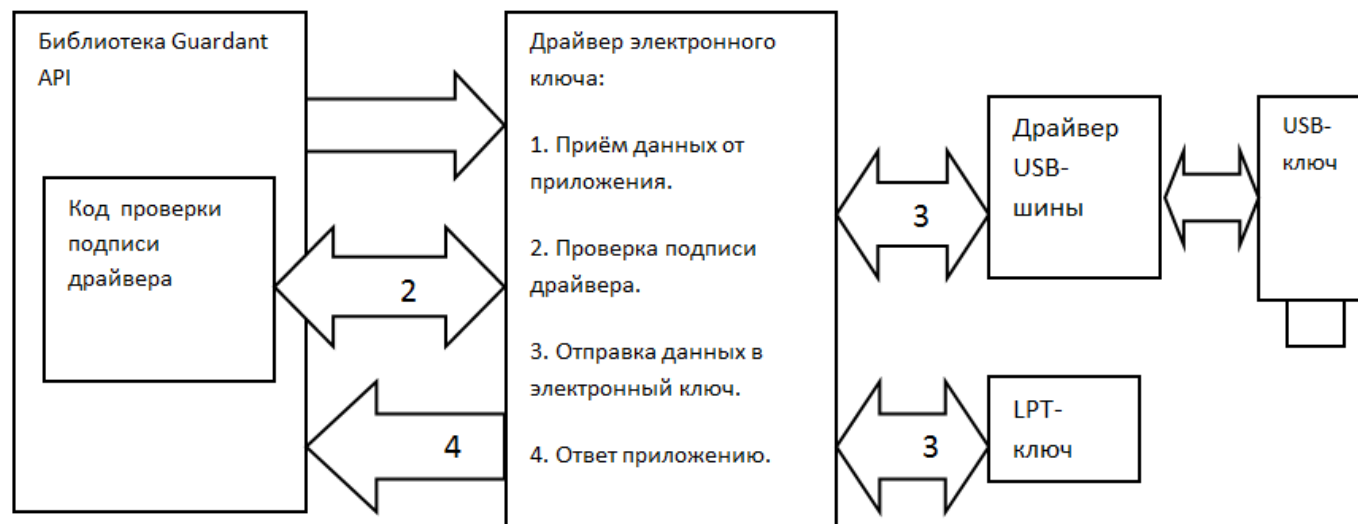 Библиотека Guardant
API
Код проверки
подписи
драйвера
2
4
Драйвер электронного
ключа:
1. Приём данных от
приложения.
2. Проверка подписи
драйвера.
3. Отправка данных в
электронный ключ.
4. Ответ приложению.
3
3
Драйвер
USB-
шины
USB-
ключ
LPT-
ключ